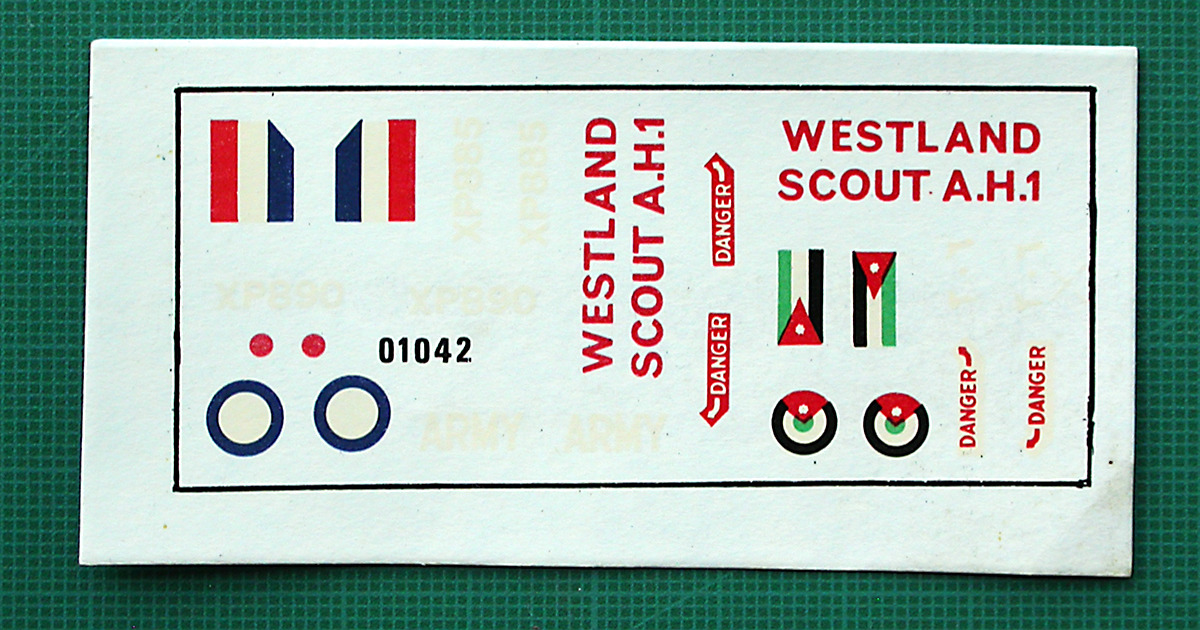 XP885
XP885
WESTLAND
SCOUT A.H.1
DANGER
WESTLAND
SCOUT A.H.1
XP890
XP890
01042
DANGER
DANGER
DANGER
ARMY
ARMY